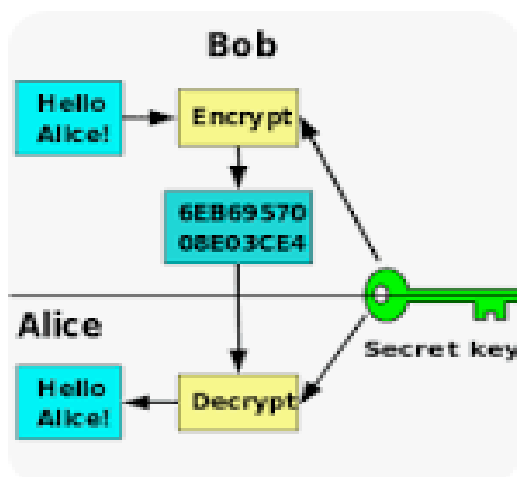 Bob
Hello
Alice!
Encrypt
6EB69570
08E03CE4
Alice
Secret key
Hello
Alice!
Decrypt